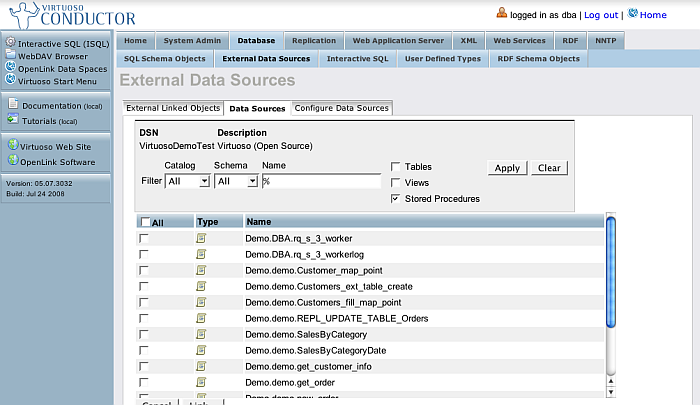 VIRTUOSO
CONDUCTOR
logged in as dba | Log out | Home
Interactive SQL (ISQL)
WebDAV Browser
OpenLink Data Spaces
Virtuoso Start Menu
Documentation (local)
Tutorials (local)
Virtuoso Web Site
OpenLink Software
Version: 05.07.3032
Build: Jul 24 2008
Home System Admin Database Replication Web Application Server XML Web Services RDF NNTP
SQL Schema Objects External Data Sources Interactive SQL User Defined Types RDF Schema Objects
External Data Sources
External Linked Objects Data Sources Configure Data Sources
DSN Description
VirtuosoDemoTest Virtuoso (Open Source)
Catalog Schema Name
Filter All All %
Tables
Views
Stored Procedures
Apply Clear
All Type Name
Demo.DBA.rq_s_3_worker
Demo.DBA.rq_s_3_workerlog
Demo.demo.Customer_map_point
Demo.demo.Customers_ext_table_create
Demo.demo.Customers_fill_map_point
Demo.demo.REPL_UPDATE_TABLE_Orders
Demo.demo.SalesByCategory
Demo.demo.SalesByCategoryDate
Demo.demo.get_customer_info
Demo.demo.get_order